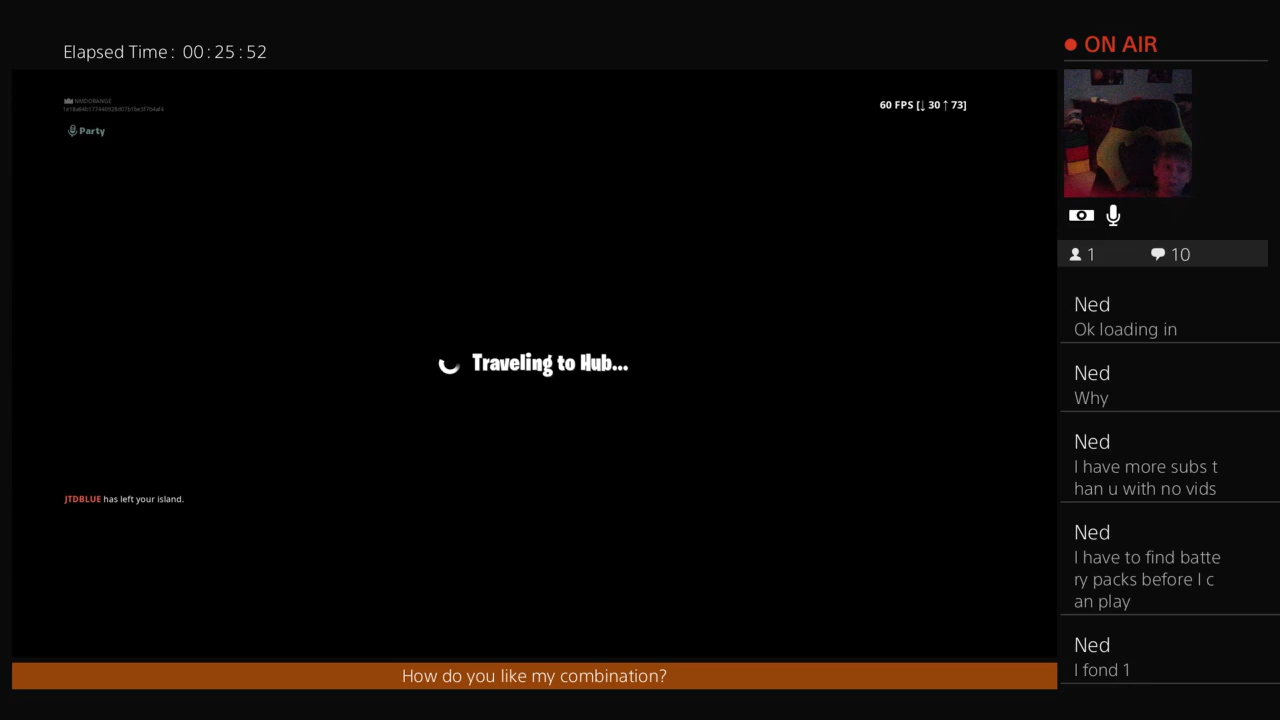 Elapsed Time: 00:25:52
ON AIR
60 FPS [↓ 30 ↑ 73]
Party
1
10
Ned
Ok loading in
Ned
Why
Ned
I have more subs t
han u with no vids
Ned
I have to find batte
ry packs before I c
an play
Ned
I fond 1
Traveling to Hub...
JTDBLUE has left your island.
How do you like my combination?